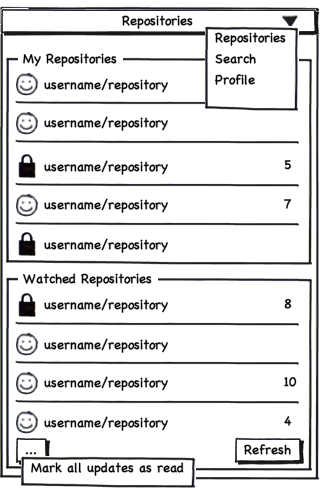 Repositories
Repositories
Search
Profile
My Repositories
username/repository
username/repository
username/repository 5
username/repository 7
username/repository
Watched Repositories
username/repository 8
username/repository
username/repository 10
username/repository 4
... Refresh
Mark all updates as read